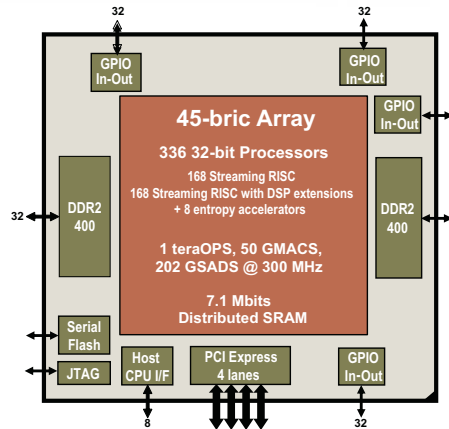 32
32
GPIO
In-Out
GPIO
In-Out
GPIO
In-Out
45-bric Array
336 32-bit Processors
168 Streaming RISC
168 Streaming RISC with DSP extensions
+ 8 entropy accelerators
1 teraOPS, 50 GMACS,
202 GSADS @ 300 MHz
7.1 Mbits
Distributed SRAM
32
DDR2
400
DDR2
400
Serial
Flash
JTAG
Host
CPU I/F
PCI Express
4 lanes
GPIO
In-Out
8
32